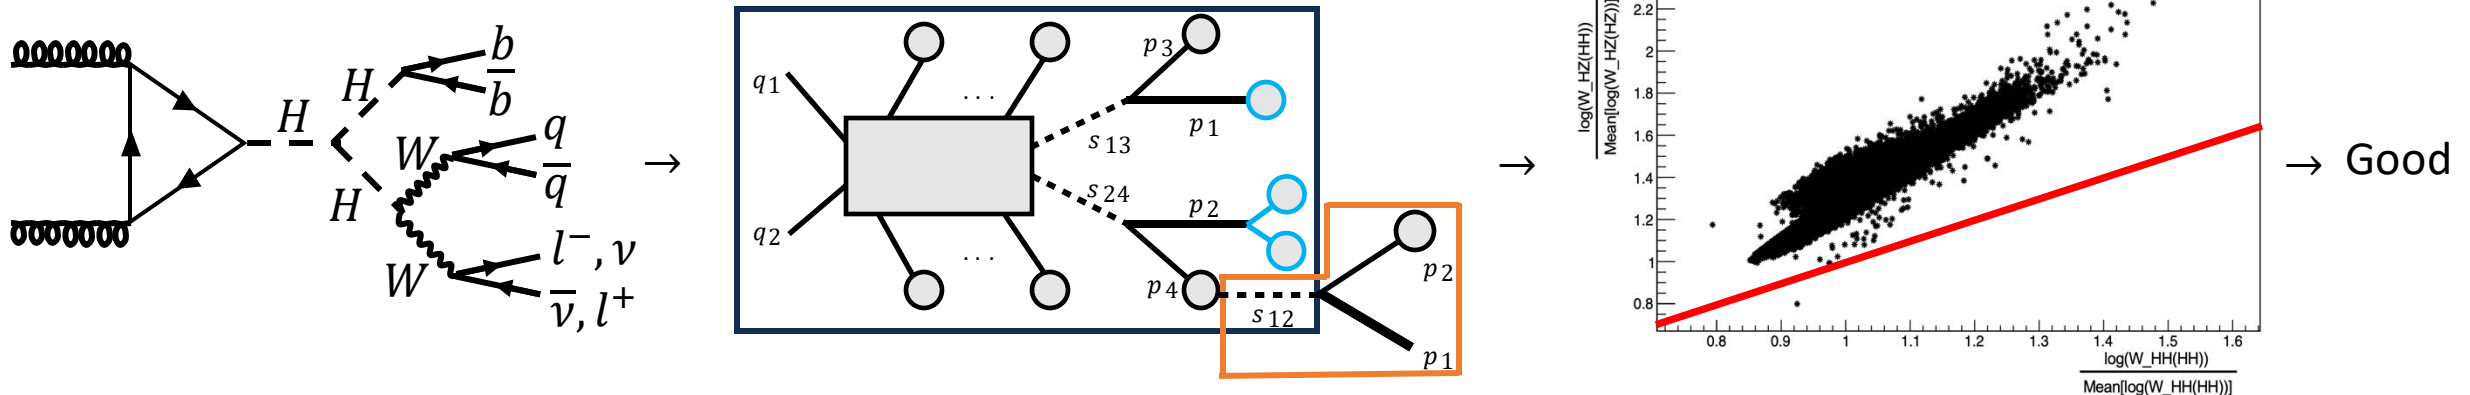 H
H
b
b̅
H
W
q
q̅
W
l⁻, ν
ν̅, l⁺
→
q1
q2
. . .
. . .
p3
p1
s13
s24
p2
p4
s12
p2
p1
→
log(W_HZ(HH))
Mean[log(W_HZ(HZ))]
2.2
2
1.8
1.6
1.4
1.2
1
0.8
0.8 0.9 1 1.1 1.2 1.3 1.4 1.5 1.6
log(W_HH(HH))
Mean[log(W_HH(HH))]
→ Good